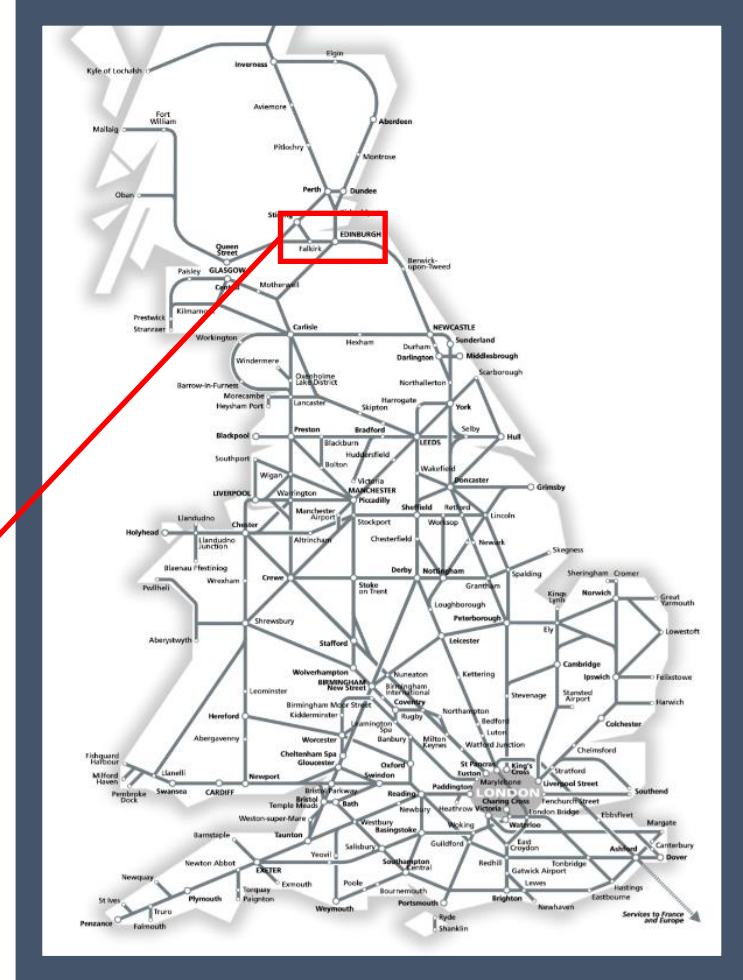 Elgin
Inverness
Kyle of Lochalsh
Aviemore
Fort
William
Mallaig
Aberdeen
Pitlochry
Montrose
Perth
Dundee
Oban
EDINBURGH
Falkirk
Queen
Street
GLASGOW
Paisley
Berwick-
upon-Tweed
Motherwell
Prestwick
Stranraer
Carlisle
NEWCASTLE
Workington
Hexham
Durham
Sunderland
Darlington
Middlesbrough
Windermere
Scarborough
Oxenholme
Lake District
Barrow-in-Furness
Northallerton
Morecambe
Heysham Port
Lancaster
Harrogate
Skipton
York
Blackpool
Preston
Bradford
Selby
Blackburn
LEEDS
Hull
Southport
Huddersfield
Bolton
Wakefield
Wigan
Victoria
Doncaster
Grimsby
LIVERPOOL
Warrington
MANCHESTER
Piccadilly
Manchester
Airport
Sheffield
Retford
Lincoln
Llandudno
Stockport
Worksop
Holyhead
Chester
Llandudno
Junction
Altrincham
Chesterfield
Newark
Skegness
Blaenau Ffestiniog
Wrexham
Crewe
Stoke
on Trent
Derby
Nottingham
Grantham
Spalding
Sheringham
Cromer
Pwllheli
Kings
Lynn
Norwich
Great
Yarmouth
Loughborough
Peterborough
Shrewsbury
Ely
Lowestoft
Aberystwyth
Stafford
Leicester
Wolverhampton
Nuneaton
Kettering
Cambridge
BIRMINGHAM
New Street
Birmingham
International
Ipswich
Felixstowe
Leominster
Coventry
Stevenage
Stansted
Airport
Birmingham Moor Street
Kidderminster
Rugby
Northampton
Harwich
Hereford
Leamington
Spa
Bedford
Colchester
Worcester
Banbury
Milton
Keynes
Luton
Abergavenny
Cheltenham Spa
Gloucester
Watford Junction
Chelmsford
Fishguard
Harbour
Oxford
St Pancras
Euston
King's
Cross
Stratford
Milford
Haven
Llanelli
Newport
Swindon
Marylebone
Liverpool Street
Pembroke
Dock
Swansea
CARDIFF
Bristol Parkway
Bristol
Temple Meads
Bath
Reading
Paddington
LONDON
Southend
Fenchurch Street
Charing Cross
Newbury
Heathrow
Victoria
London Bridge
Ebbsfleet
Weston-super-Mare
Westbury
Basingstoke
Woking
Waterloo
Margate
Barnstaple
Taunton
Salisbury
Guildford
East
Croydon
Canterbury
Ashford
Dover
Newton Abbot
Yeovil
EXETER
Southampton
Central
Redhill
Tonbridge
Gatwick Airport
Newquay
Exmouth
Poole
Bournemouth
Lewes
Hastings
Eastbourne
St Ives
Plymouth
Torquay
Paignton
Weymouth
Portsmouth
Brighton
Newhaven
Truro
Penzance
Falmouth
Ryde
Shanklin
Services to France
and Europe